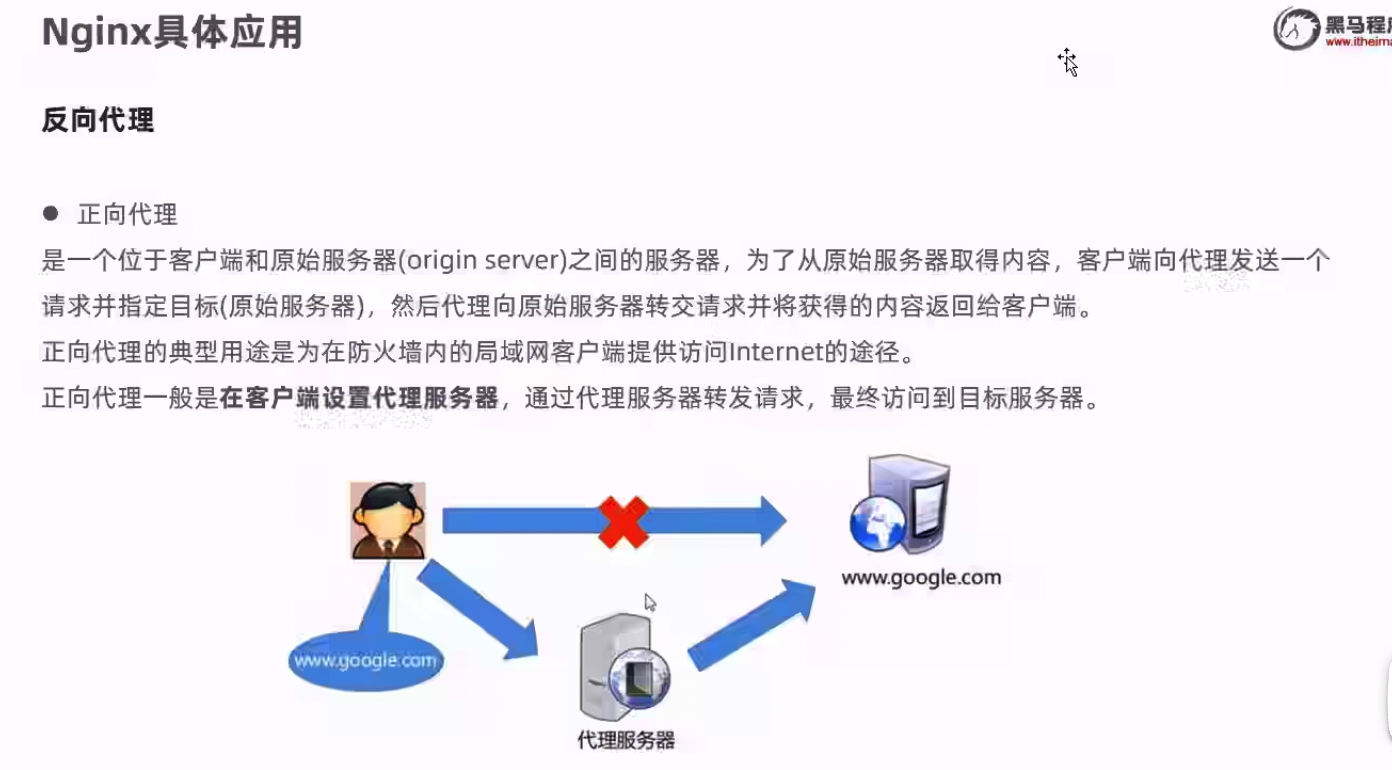 Nginx具体应用
www.itheima
反向代理
● 正向代理
是一个位于客户端和原始服务器(origin server)之间的服务器，为了从原始服务器取得内容，客户端向代理发送一个
请求并指定目标(原始服务器)，然后代理向原始服务器转交请求并将获得的内容返回给客户端。
正向代理的典型用途是为在防火墙内的局域网客户端提供访问Internet的途径。
正向代理一般是在客户端设置代理服务器，通过代理服务器转发请求，最终访问到目标服务器。
www.google.com
www.google.com
代理服务器